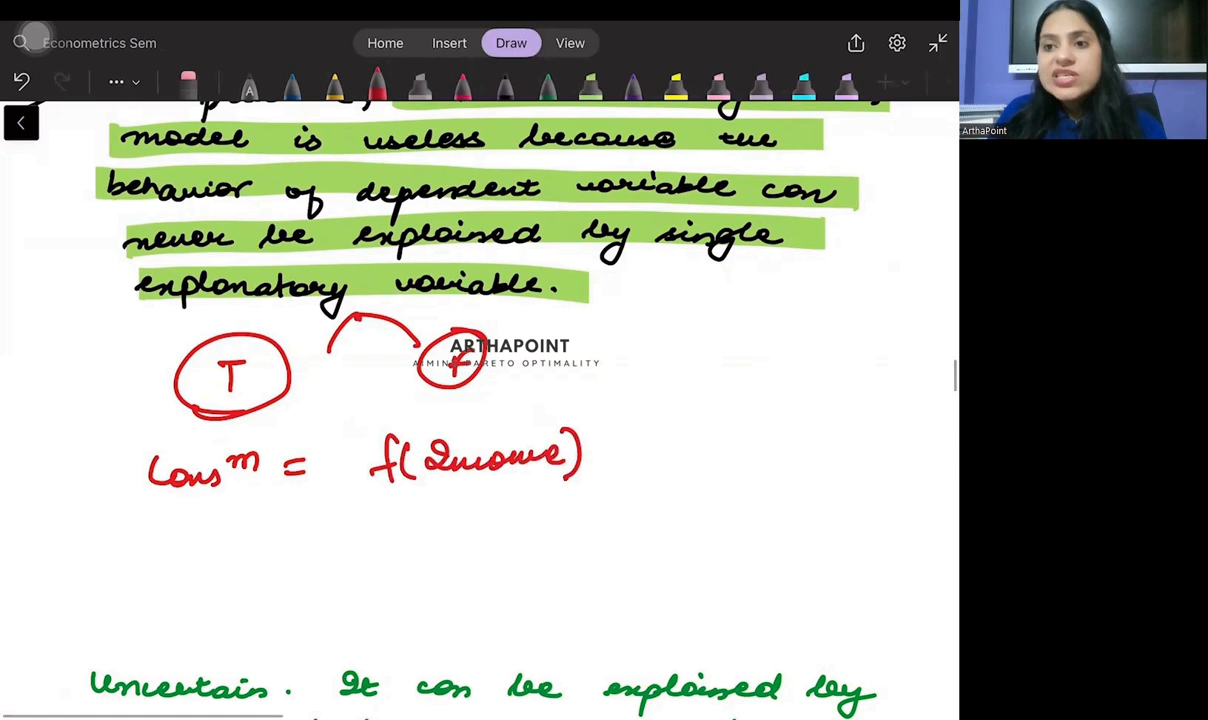 Econometrics Sem
Home Insert Draw View
ArthaPoint
model is useless because the
behavior of dependent variable can
never be explained by single
explanatory variable.
ARTHAPOINT
T F
Consm = f(Income)
Uncertain. It can be explained by